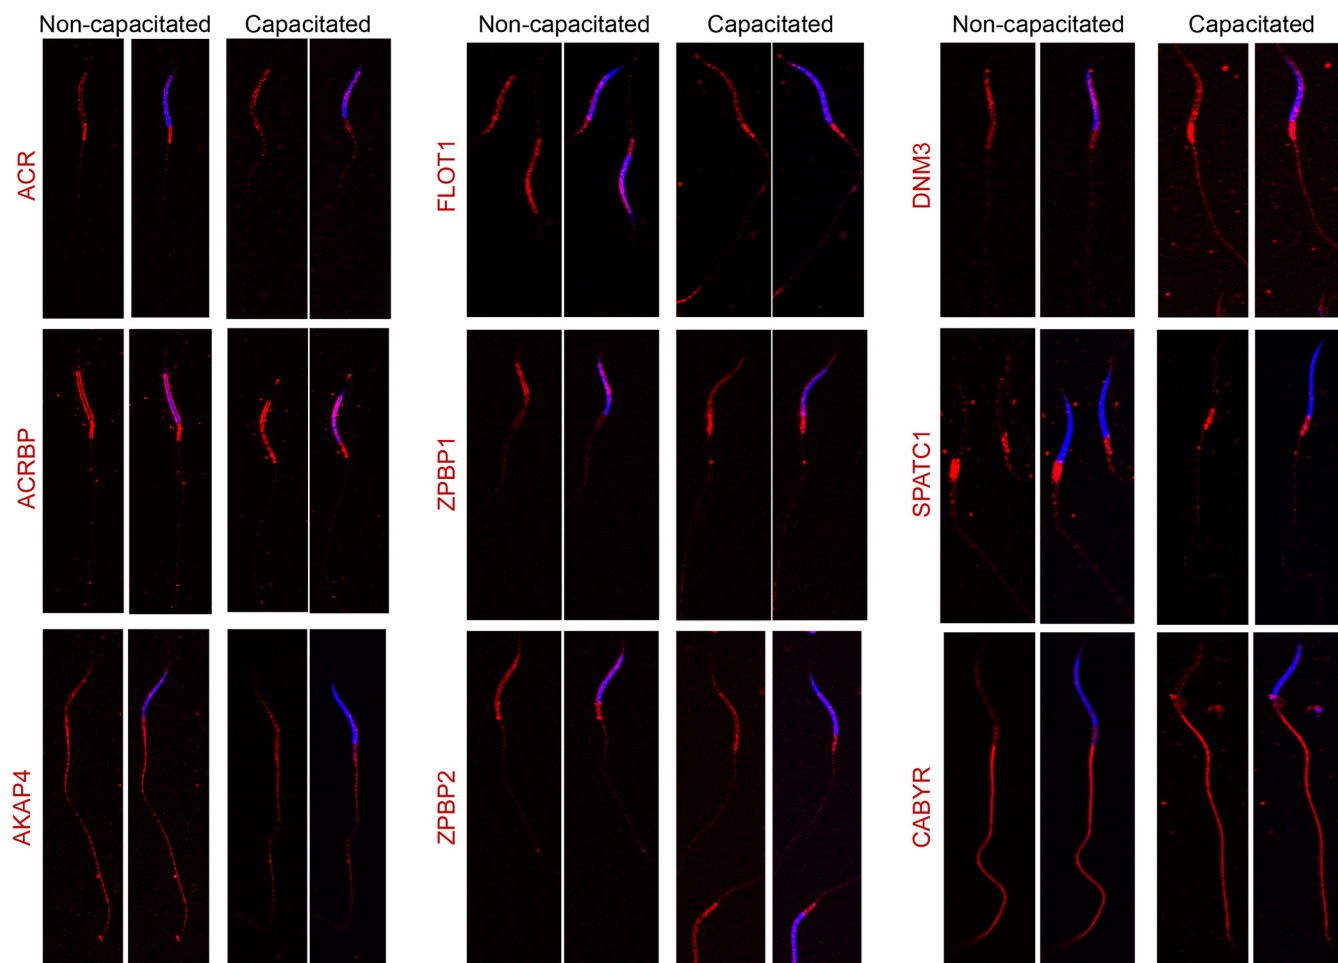 Non-capacitated Capacitated
Non-capacitated Capacitated
Non-capacitated Capacitated
ACR
FLOT1
DNM3
ACRBP
ZPBP1
SPATC1
AKAP4
ZPBP2
CABYR